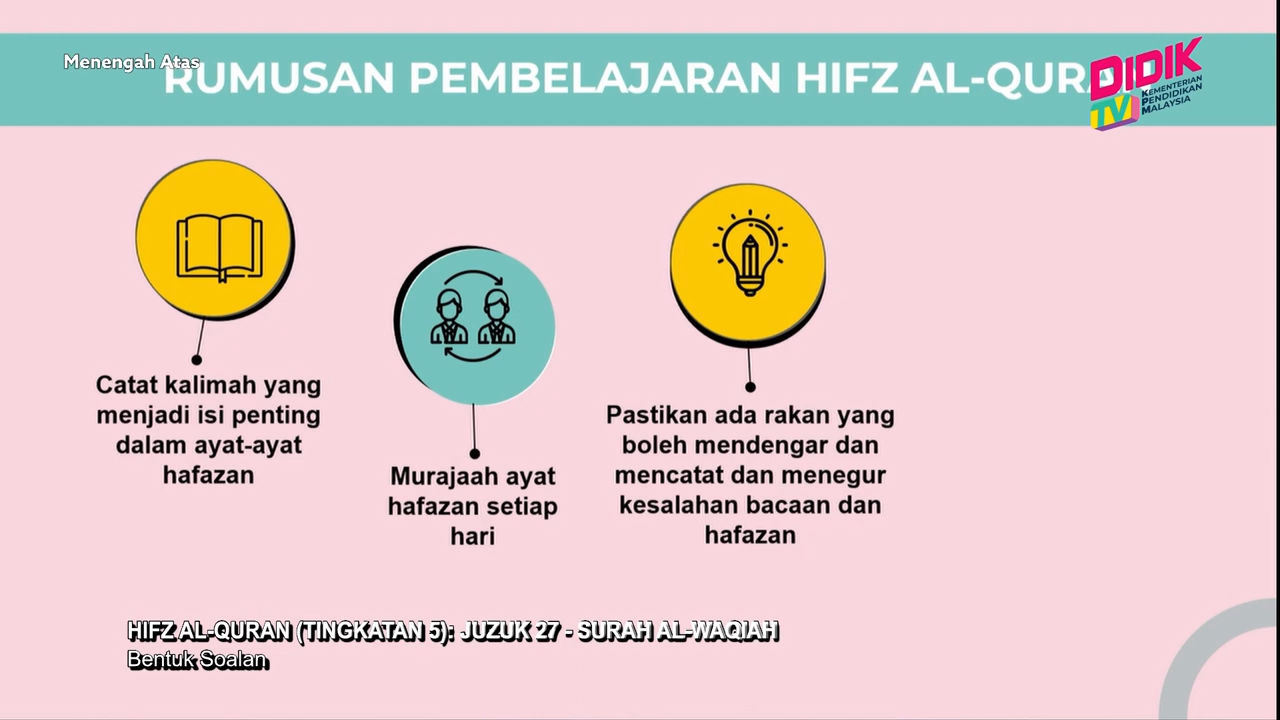 Menengah Atas
RUMUSAN PEMBELAJARAN HIFZ AL-QURAN
DIDIK
TV
KEMENTERIAN
PENDIDIKAN
MALAYSIA
Catat kalimah yang
menjadi isi penting
dalam ayat-ayat
hafazan
Murajaah ayat
hafazan setiap
hari
Pastikan ada rakan yang
boleh mendengar dan
mencatat dan menegur
kesalahan bacaan dan
hafazan
HIFZ AL-QURAN (TINGKATAN 5): JUZUK 27 - SURAH AL-WAQIAH
Bentuk Soalan